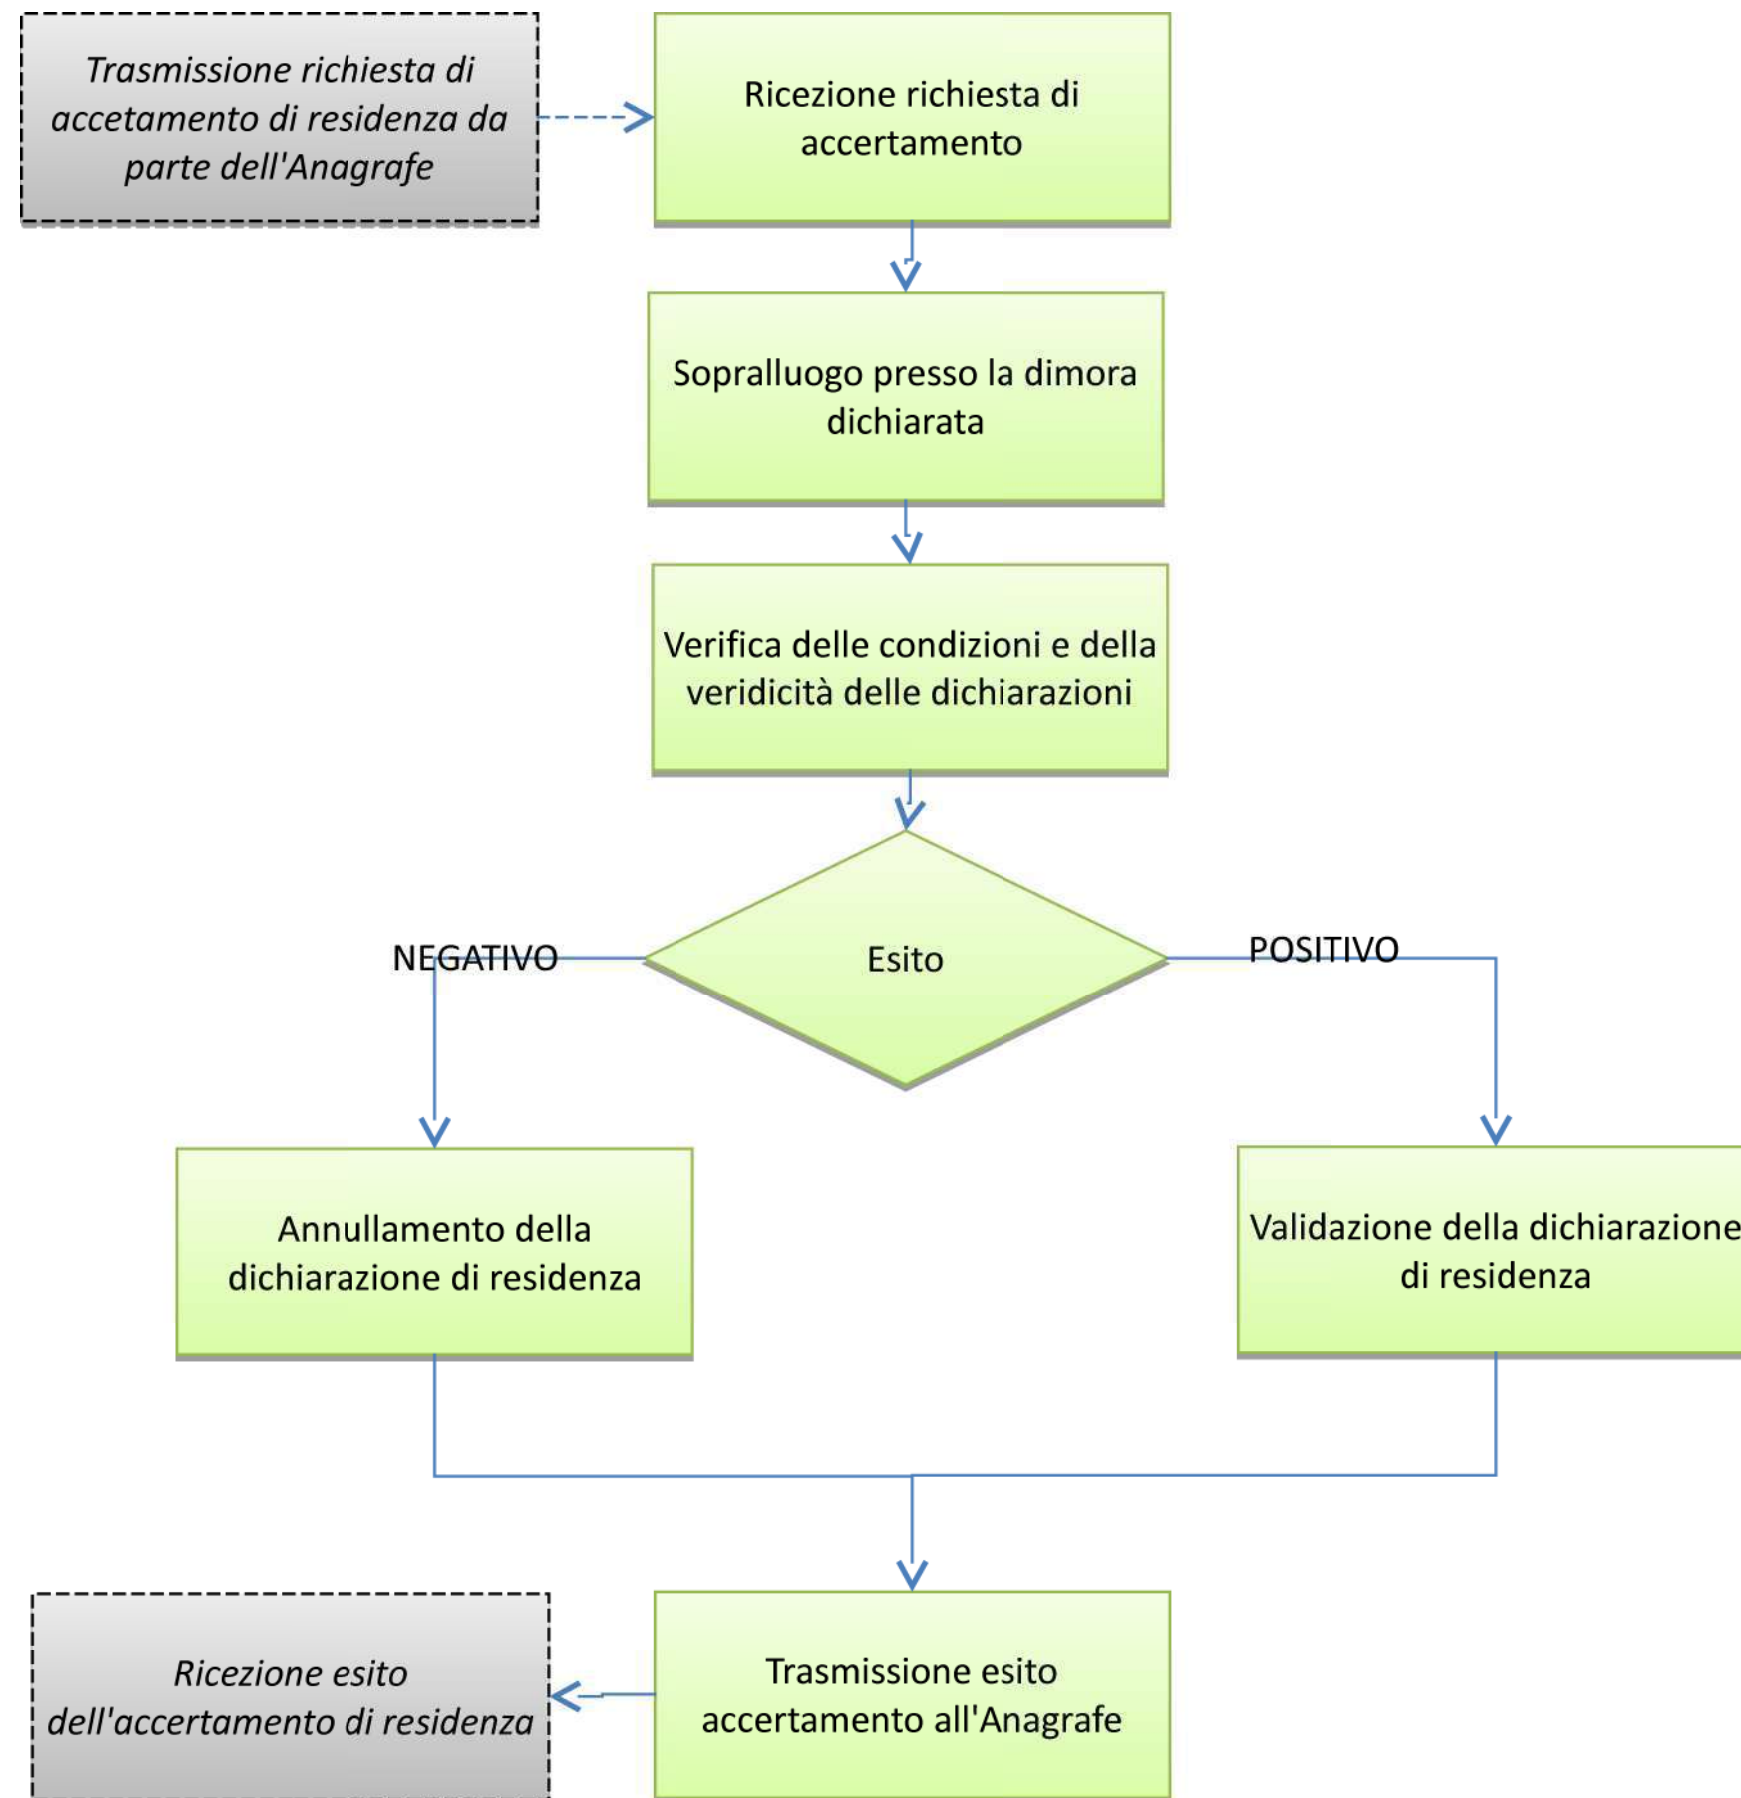 Trasmissione richiesta di
accetamento di residenza da
parte dell'Anagrafe
Ricezione richiesta di
accertamento
Sopralluogo presso la dimora
dichiarata
Verifica delle condizioni e della
veridicità delle dichiarazioni
Esito
NEGATIVO
POSITIVO
Annullamento della
dichiarazione di residenza
Validazione della dichiarazione
di residenza
Trasmissione esito
accertamento all'Anagrafe
Ricezione esito
dell'accertamento di residenza